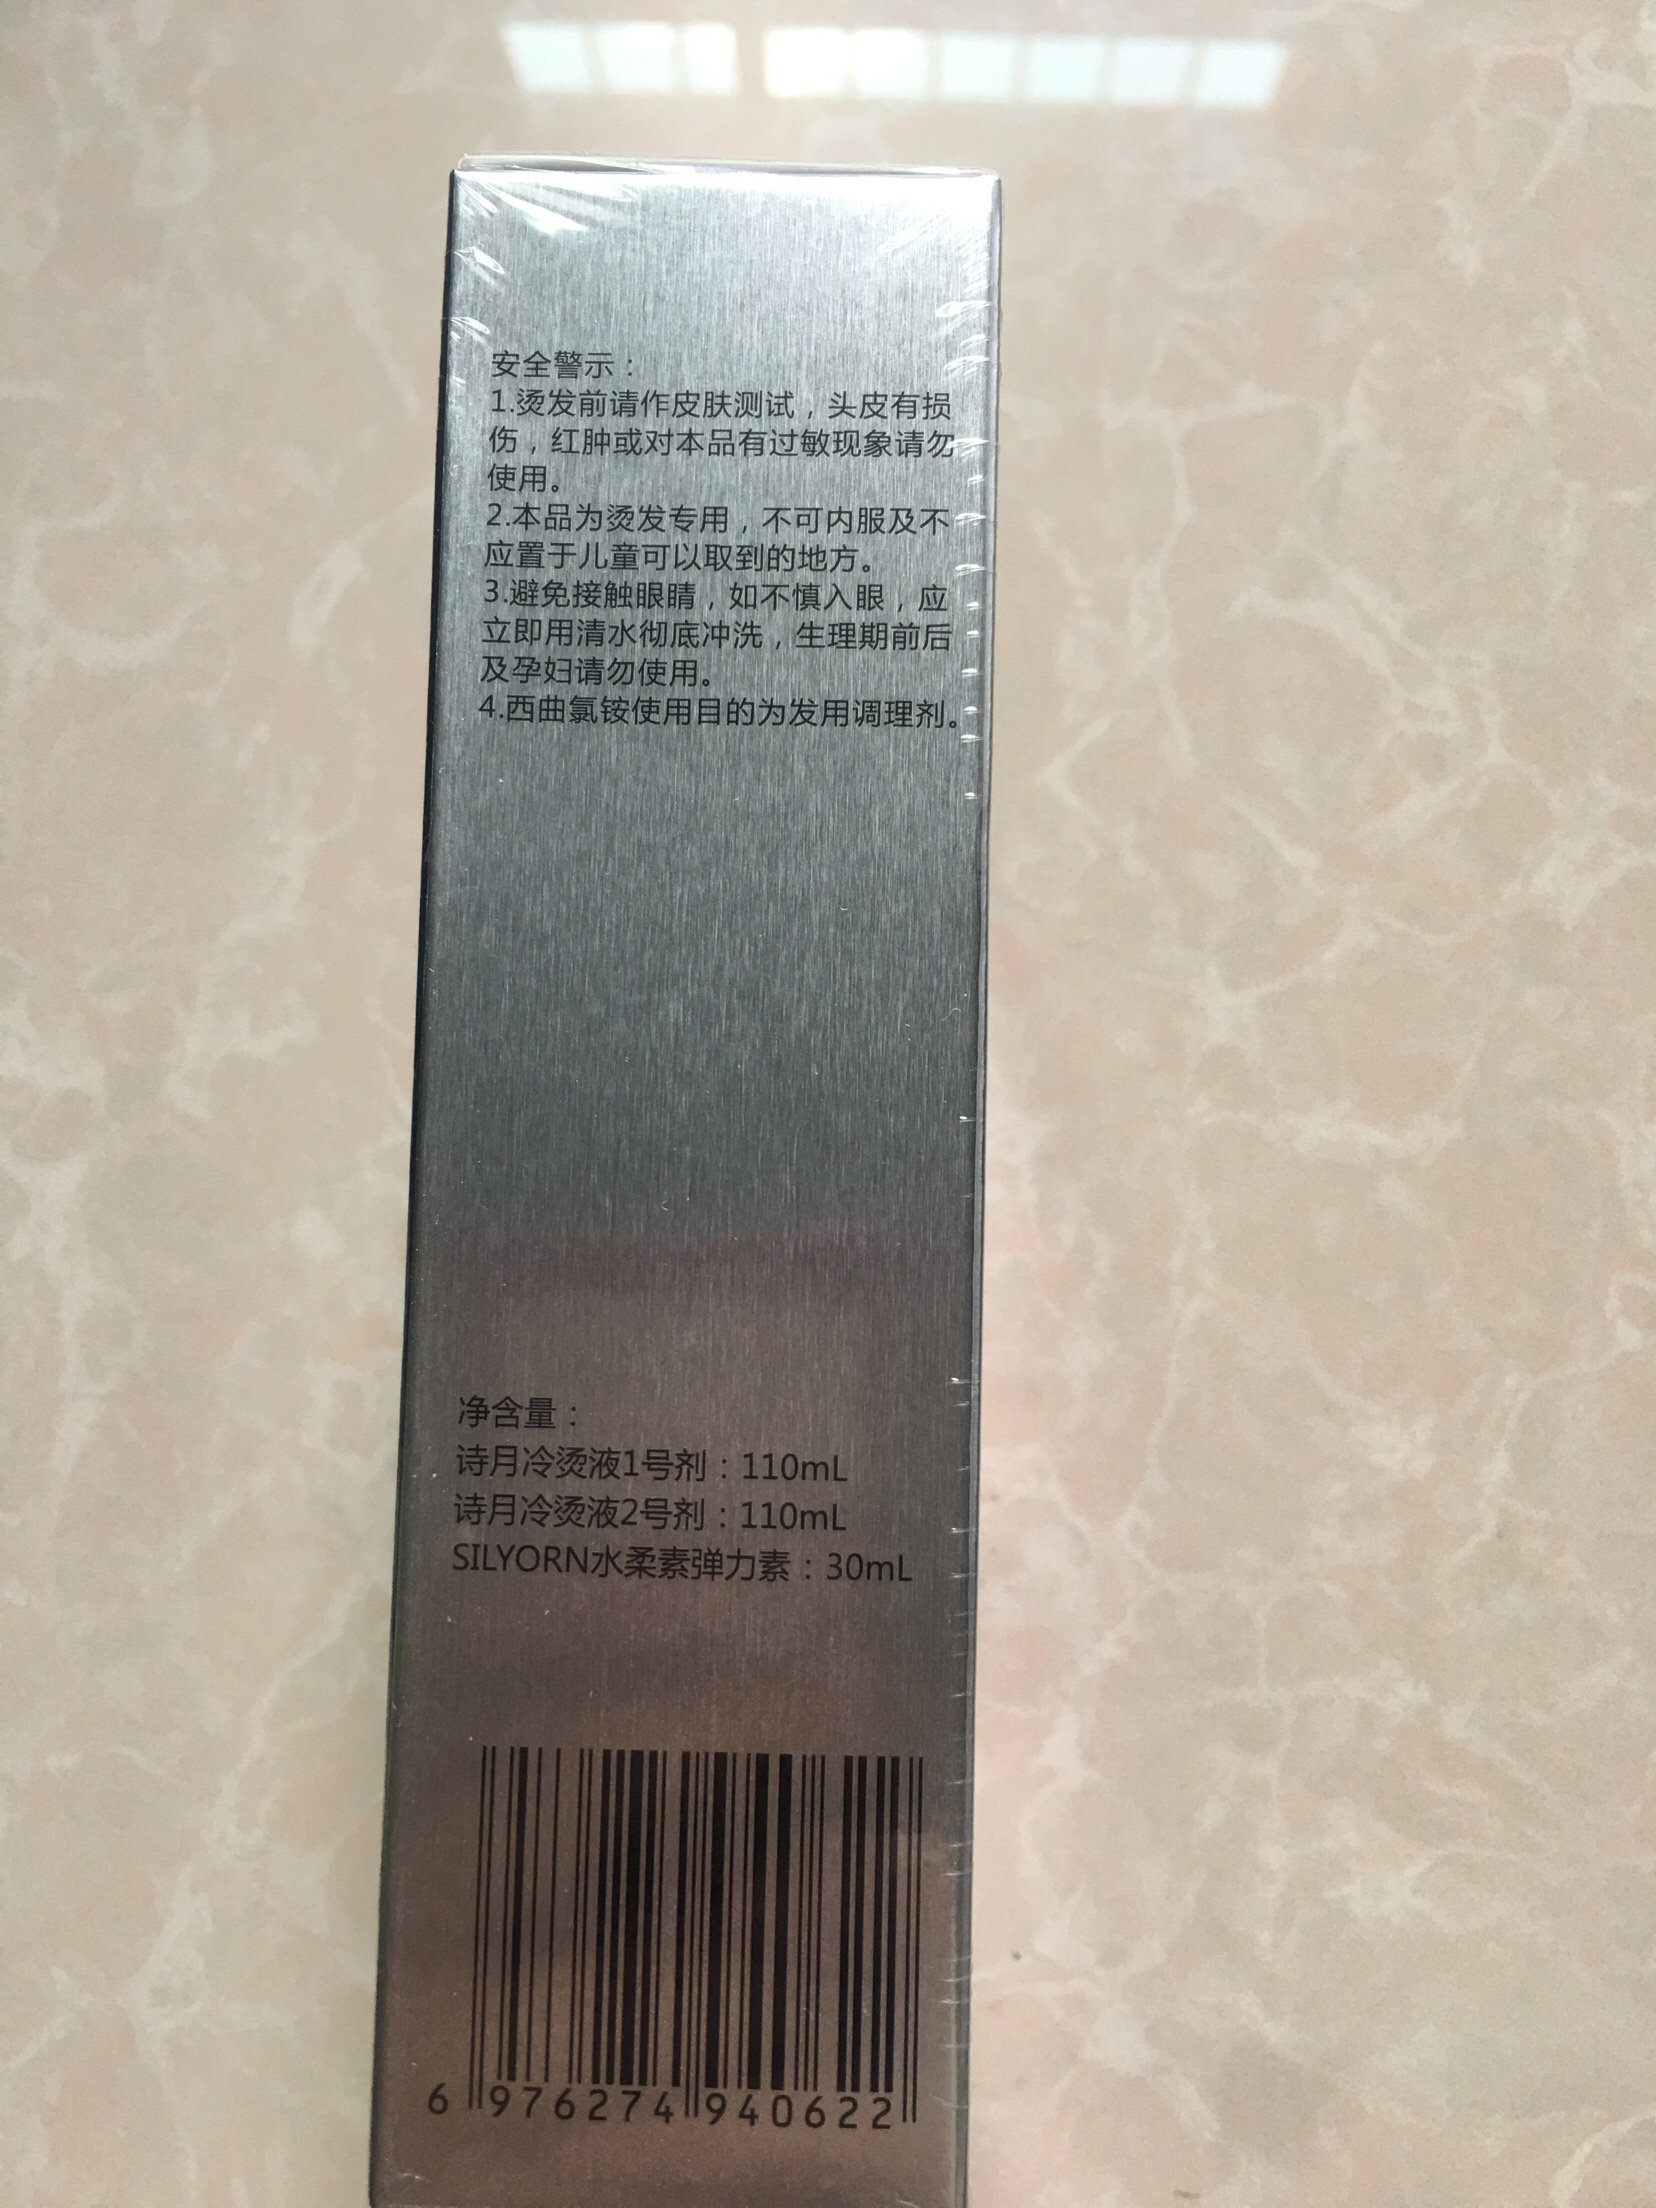 安全警示：
1.烫发前请作皮肤测试，头皮有损
伤，红肿或对本品有过敏现象请勿
使用。
2.本品为烫发专用，不可内服及不
应置于儿童可以取到的地方。
3.避免接触眼睛，如不慎入眼，应
立即用清水彻底冲洗，生理期前后
及孕妇请勿使用。
4.西曲氯铵使用目的为发用调理剂。
净含量：
诗月冷烫液1号剂：110mL
诗月冷烫液2号剂：110mL
SILYORN水柔素弹力素：30mL
6 976274 940622